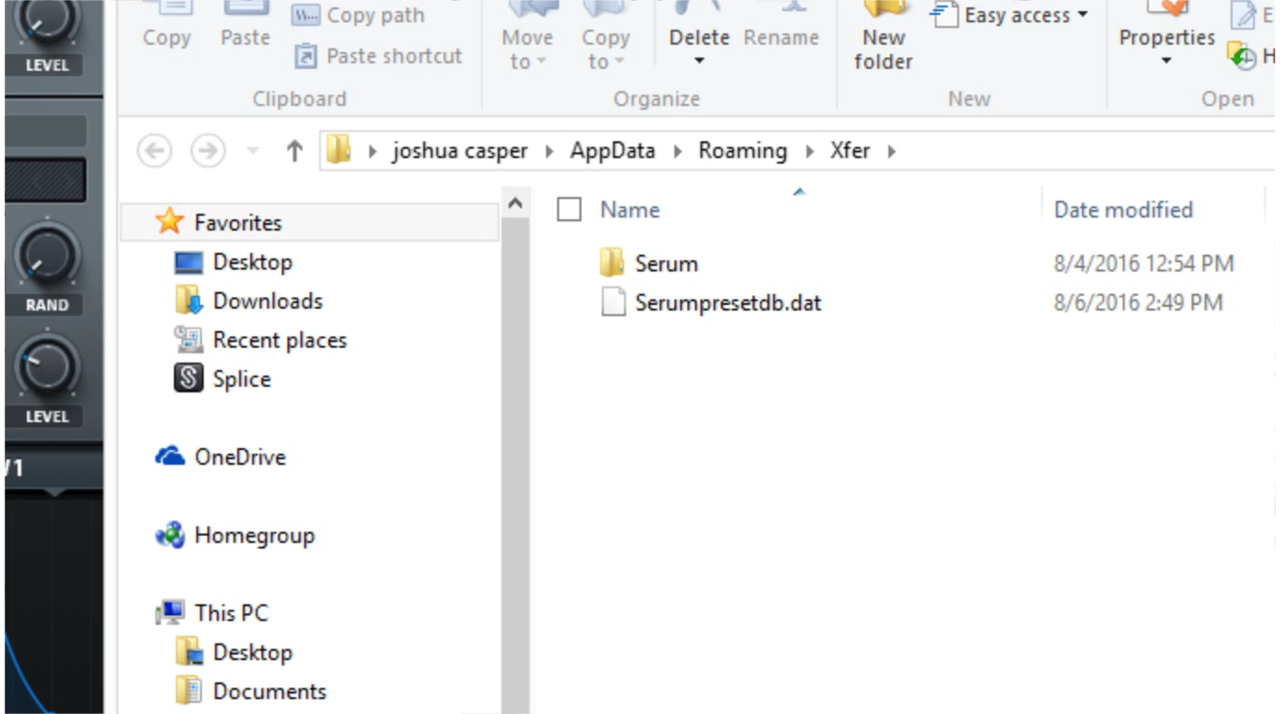 LEVEL
RAND
LEVEL
Copy
Paste
Copy path
Paste shortcut
Move
to
Copy
to
Delete
Rename
New
folder
Easy access
Properties
E
H
Clipboard
Organize
New
Open
joshua casper
AppData
Roaming
Xfer
Favorites
Desktop
Downloads
Recent places
Splice
OneDrive
Homegroup
This PC
Desktop
Documents
Name
Date modified
Serum
8/4/2016 12:54 PM
Serumpresetdb.dat
8/6/2016 2:49 PM